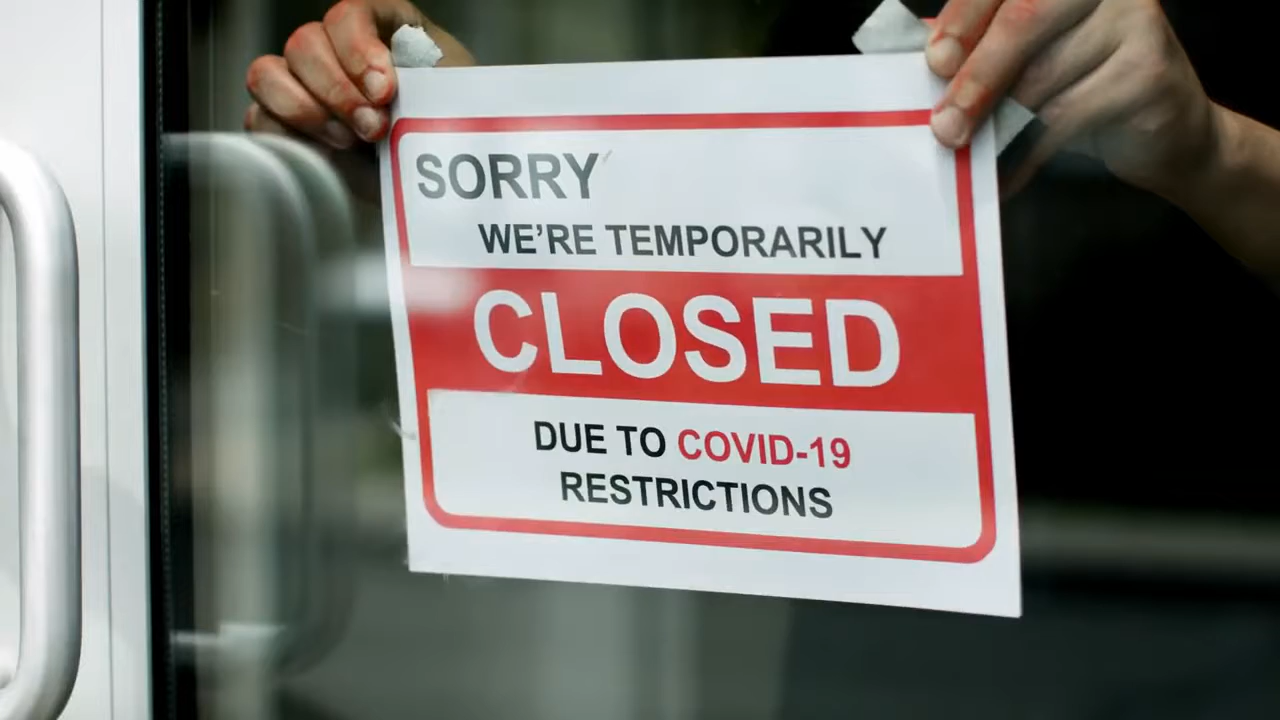 SORRY
WE'RE TEMPORARILY
CLOSED
DUE TO COVID-19
RESTRICTIONS